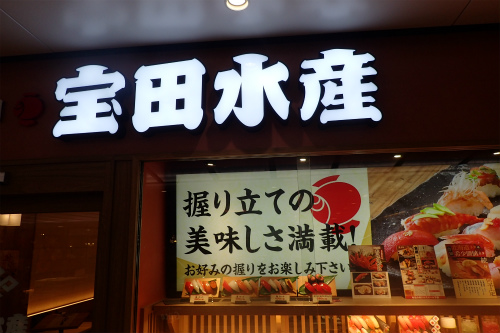 宝田水産
握り立ての
美味しさ満載!
お好みの握りをお楽しみ下さい